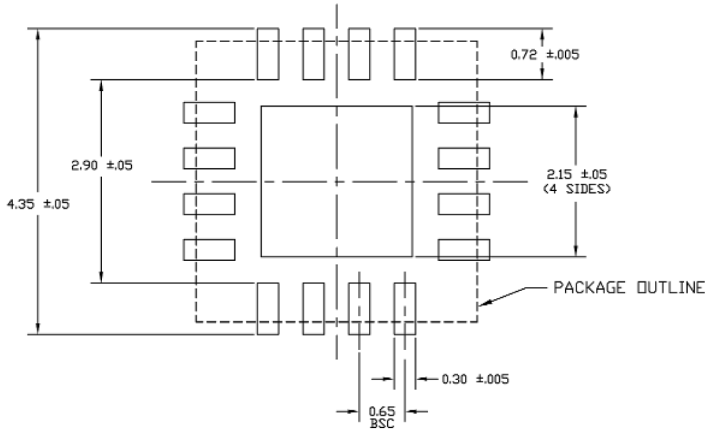 0.72 ±.005
2.90 ±.05
2.15 ±.05
(4 SIDES)
4.35 ±.05
PACKAGE OUTLINE
0.30 ±.005
0.65
BSC